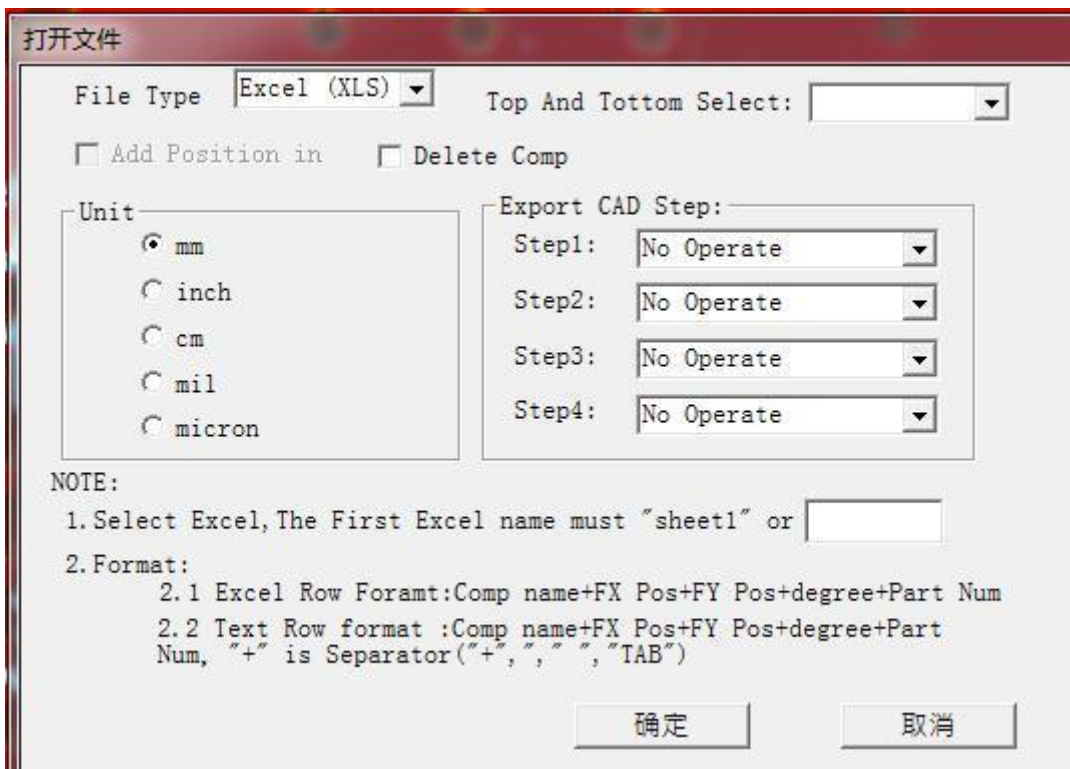 打开文件
File Type Excel (XLS) Top And Tottom Select:
Add Position in Delete Comp
Unit
mm
inch
cm
mil
micron
Export CAD Step:
Step1: No Operate
Step2: No Operate
Step3: No Operate
Step4: No Operate
NOTE:
1.Select Excel,The First Excel name must "sheet1" or
2.Format:
2.1 Excel Row Foramt:Comp name+FX Pos+FY Pos+degree+Part Num
2.2 Text Row format :Comp name+FX Pos+FY Pos+degree+Part
Num, "+" is Separator("+",","," ","TAB")
确定 取消